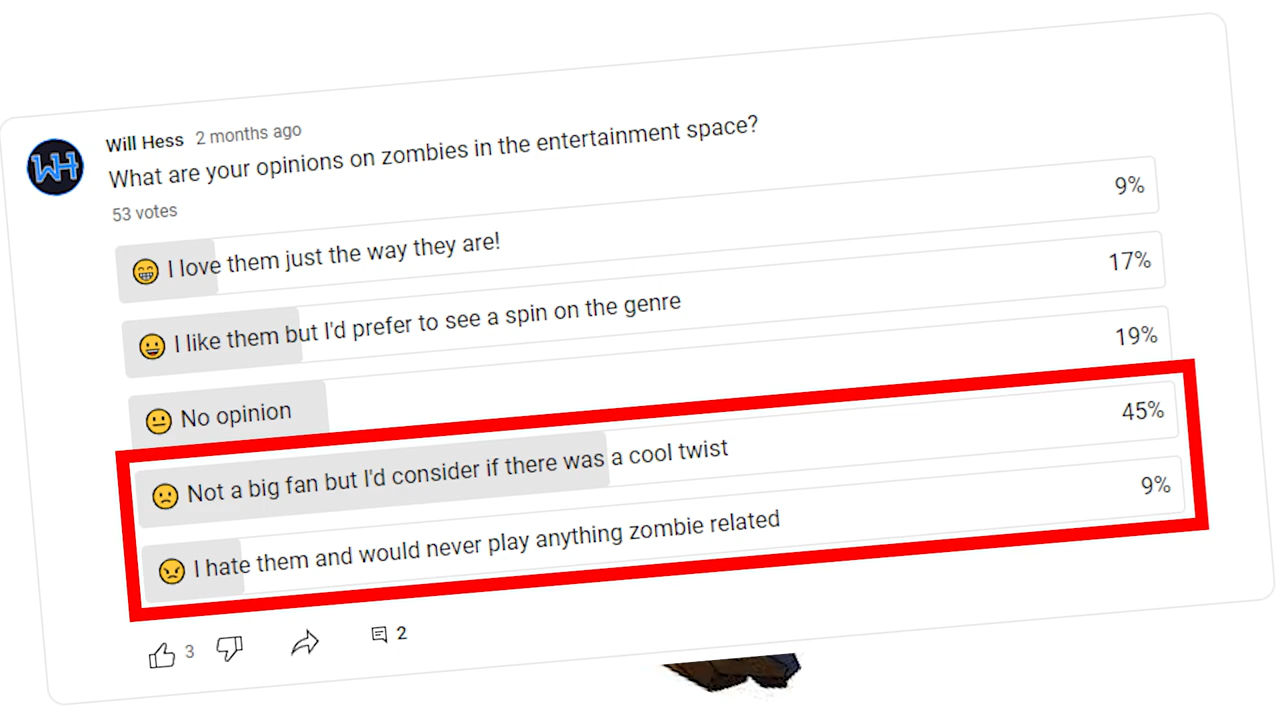 WH
Will Hess 2 months ago
What are your opinions on zombies in the entertainment space?
53 votes
I love them just the way they are! 9%
I like them but I'd prefer to see a spin on the genre 17%
No opinion 19%
Not a big fan but I'd consider if there was a cool twist 45%
I hate them and would never play anything zombie related 9%
3 2